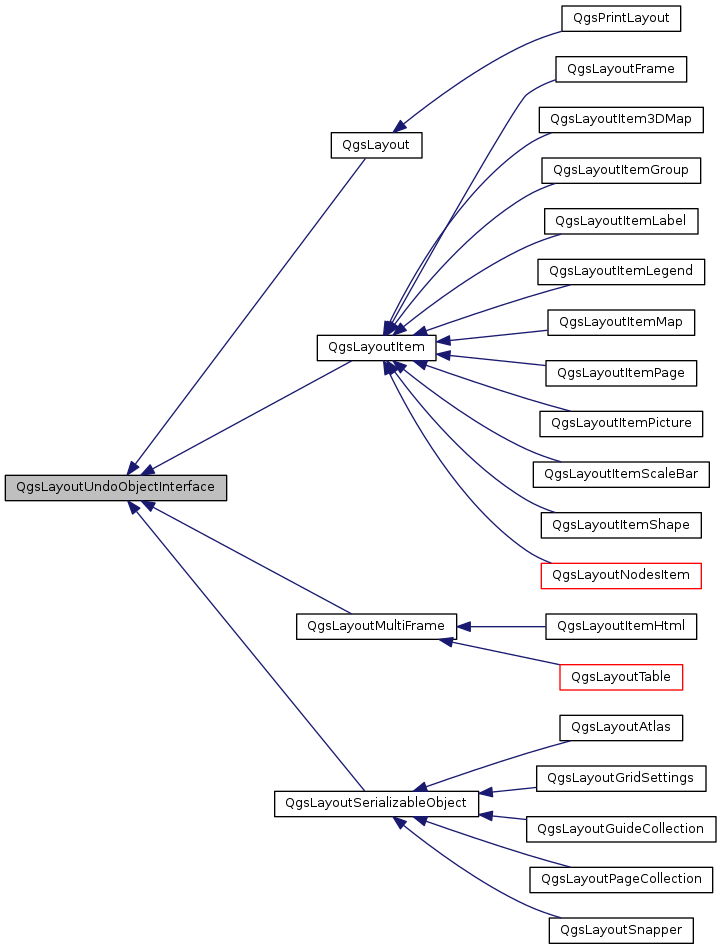 QgsPrintLayout
QgsLayoutFrame
QgsLayoutItem3DMap
QgsLayout
QgsLayoutItemGroup
QgsLayoutItemLabel
QgsLayoutItemLegend
QgsLayoutItemMap
QgsLayoutItem
QgsLayoutItemPage
QgsLayoutItemPicture
QgsLayoutItemScaleBar
QgsLayoutUndoObjectInterface
QgsLayoutItemShape
QgsLayoutNodesItem
QgsLayoutMultiFrame
QgsLayoutItemHtml
QgsLayoutTable
QgsLayoutAtlas
QgsLayoutGridSettings
QgsLayoutSerializableObject
QgsLayoutGuideCollection
QgsLayoutPageCollection
QgsLayoutSnapper